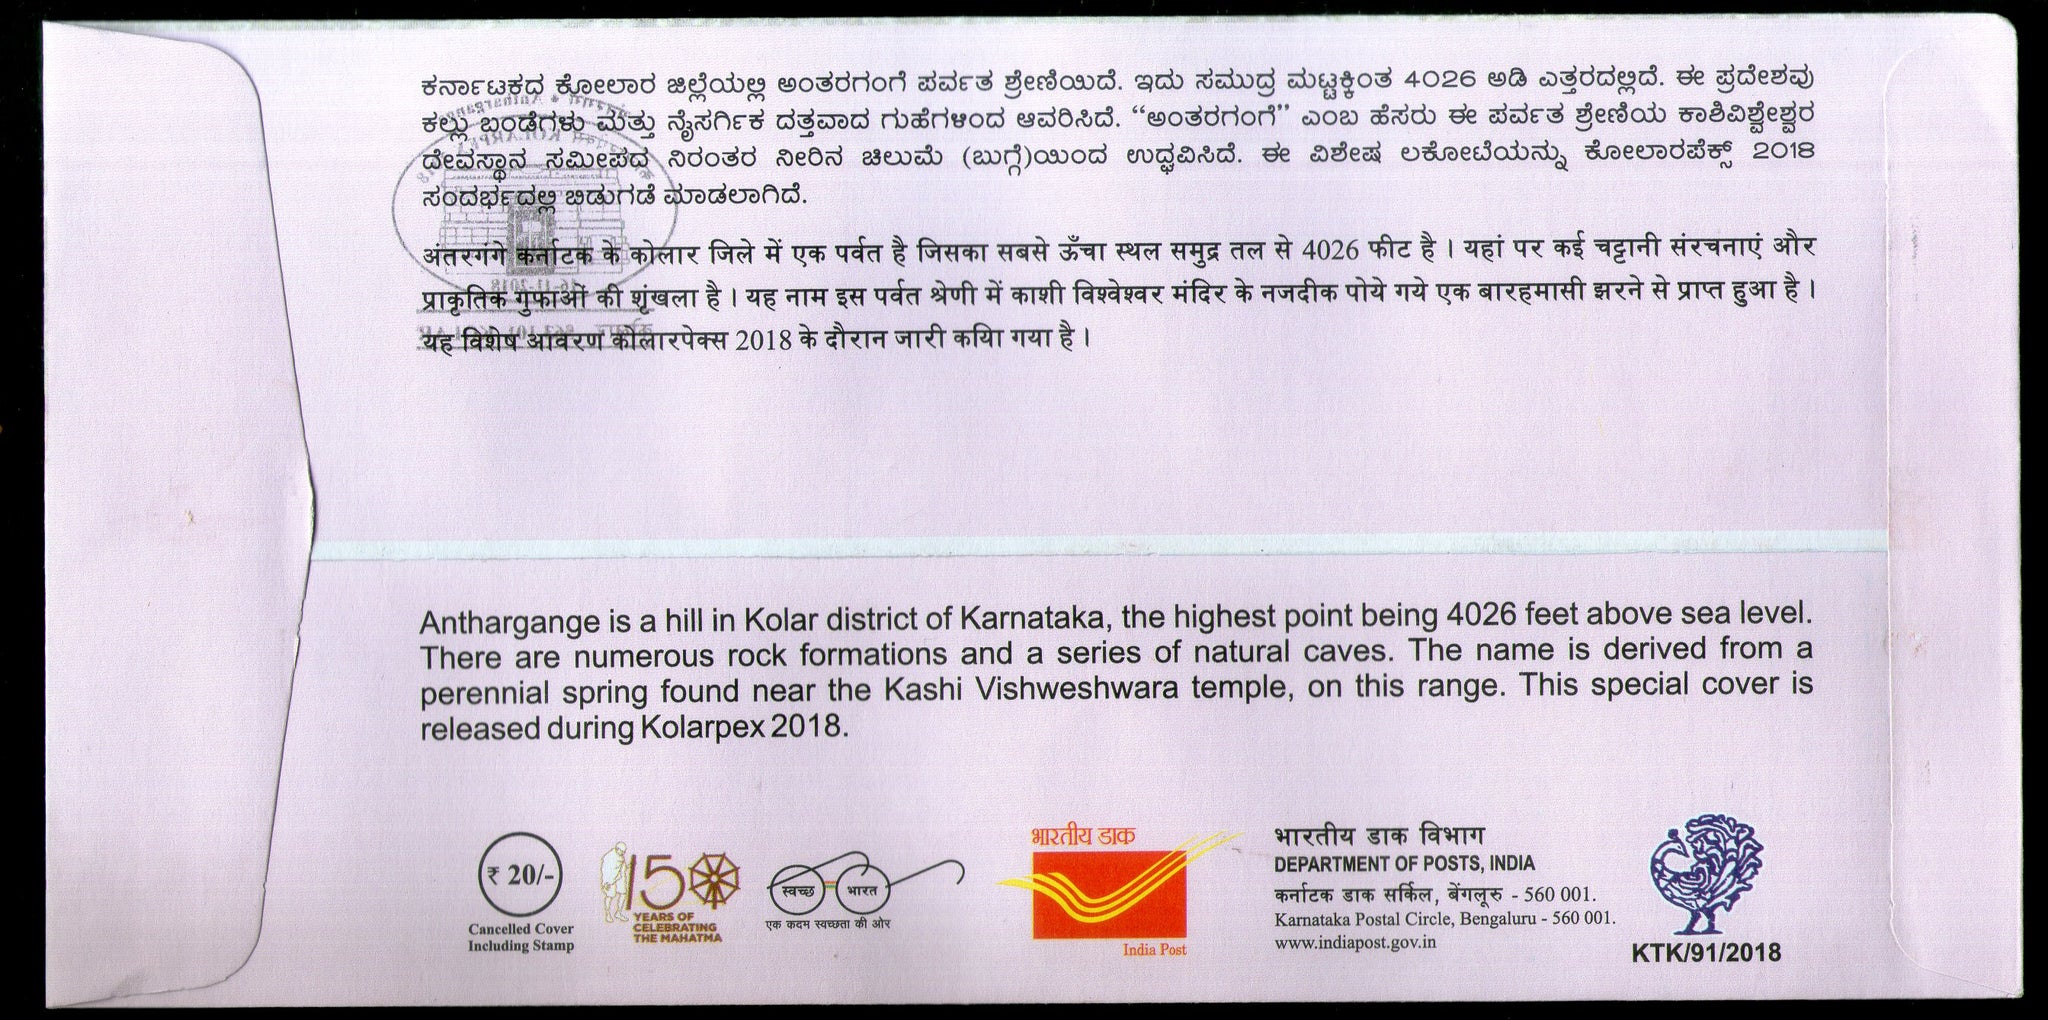 ಕರ್ನಾಟಕದ ಕೋಲಾರ ಜಿಲ್ಲೆಯಲ್ಲಿ ಅಂತರಗಂಗೆ ಪರ್ವತ ಶ್ರೇಣಿಯಿದೆ. ಇದು ಸಮುದ್ರ ಮಟ್ಟಕ್ಕಿಂತ 4026 ಅಡಿ ಎತ್ತರದಲ್ಲಿದೆ. ಈ ಪ್ರದೇಶವು
ಕಲ್ಲು ಬಂಡೆಗಳು ಮತ್ತು ನೈಸರ್ಗಿಕ ದತ್ತವಾದ ಗುಹೆಗಳಿಂದ ಆವರಿಸಿದೆ. “ಅಂತರಗಂಗೆ” ಎಂಬ ಹೆಸರು ಈ ಪರ್ವತ ಶ್ರೇಣಿಯ ಕಾಶಿವಿಶ್ವೇಶ್ವರ
ದೇವಸ್ಥಾನ ಸಮೀಪದ ನಿರಂತರ ನೀರಿನ ಚಿಲುಮೆ (ಬುಗ್ಗೆ)ಯಿಂದ ಉದ್ಭವಿಸಿದೆ. ಈ ವಿಶೇಷ ಲಕೋಟೆಯನ್ನು ಕೋಲಾರಪೆಕ್ಸ್ 2018
ಸಂದರ್ಭದಲ್ಲಿ ಬಿಡುಗಡೆ ಮಾಡಲಾಗಿದೆ.
अंतरगंगे कर्नाटक के कोलार जिले में एक पर्वत है जिसका सबसे ऊँचा स्थल समुद्र तल से 4026 फीट है। यहां पर कई चट्टानी संरचनाएं और
प्राकृतिक गुफाओं की शृंखला है। यह नाम इस पर्वत श्रेणी में काशी विश्वेश्वर मंदिर के नजदीक पोये गये एक बारहमासी झरने से प्राप्त हुआ है।
यह विशेष आवरण कोलारपेक्स 2018 के दौरान जारी कयिा गया है।
Anthargange is a hill in Kolar district of Karnataka, the highest point being 4026 feet above sea level.
There are numerous rock formations and a series of natural caves. The name is derived from a
perennial spring found near the Kashi Vishweshwara temple, on this range. This special cover is
released during Kolarpex 2018.
₹ 20/-
Cancelled Cover
Including Stamp
150
YEARS OF
CELEBRATING
THE MAHATMA
स्वच्छ भारत
एक कदम स्वच्छता की ओर
भारतीय डाक
India Post
भारतीय डाक विभाग
DEPARTMENT OF POSTS, INDIA
कर्नाटक डाक सर्किल, बेंगलूरु - 560 001.
Karnataka Postal Circle, Bengaluru - 560 001.
www.indiapost.gov.in
KTK/91/2018